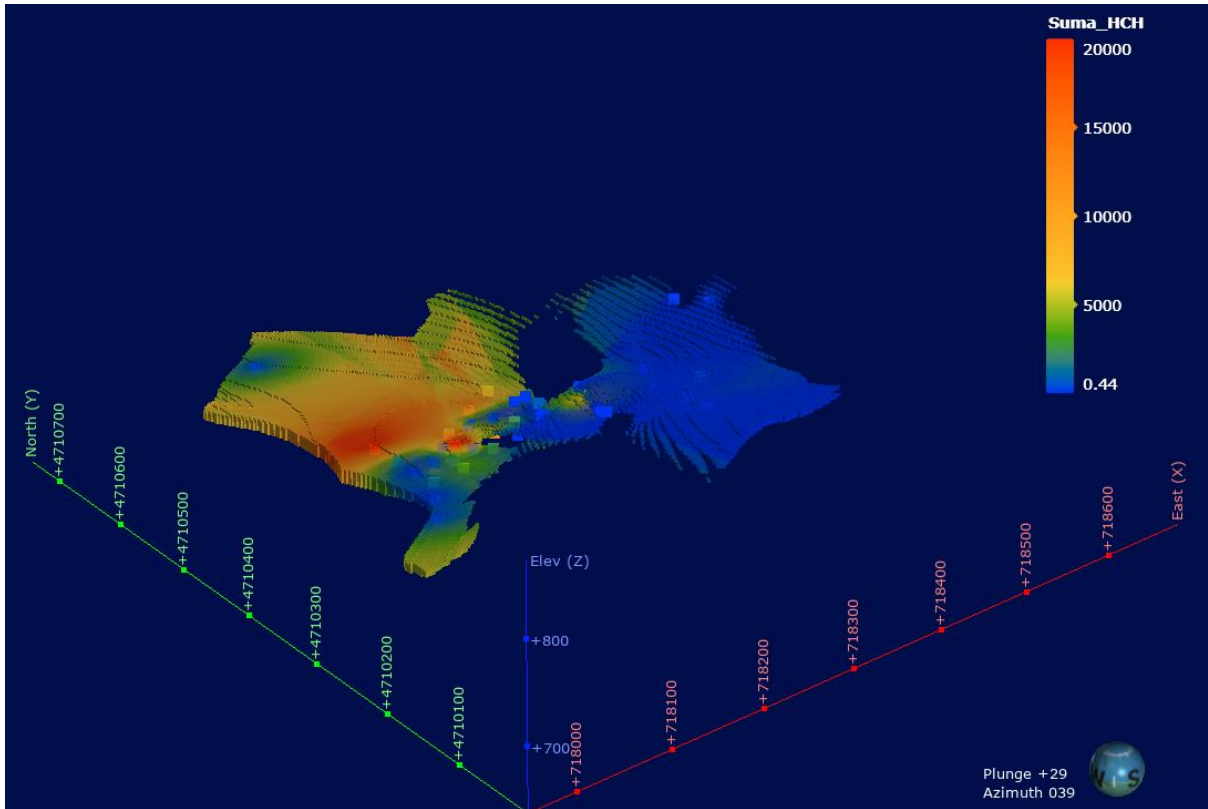 Suma_HCH
20000
15000
10000
5000
0.44
North (Y)
+4710700
+4710600
+4710500
+4710400
+4710300
+4710200
+4710100
Elev (Z)
+800
+700
East (X)
+718600
+718500
+718400
+718300
+718200
+718100
+718000
Plunge +29
Azimuth 039
W
S